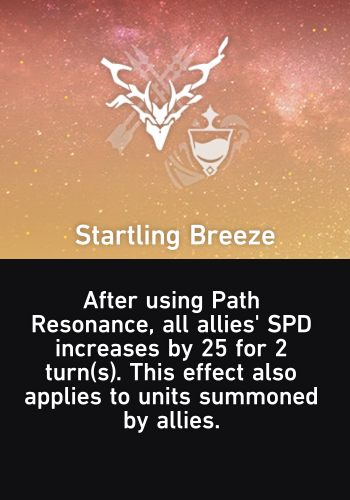 Startling Breeze
After using Path
Resonance, all allies' SPD
increases by 25 for 2
turn(s). This effect also
applies to units summoned
by allies.